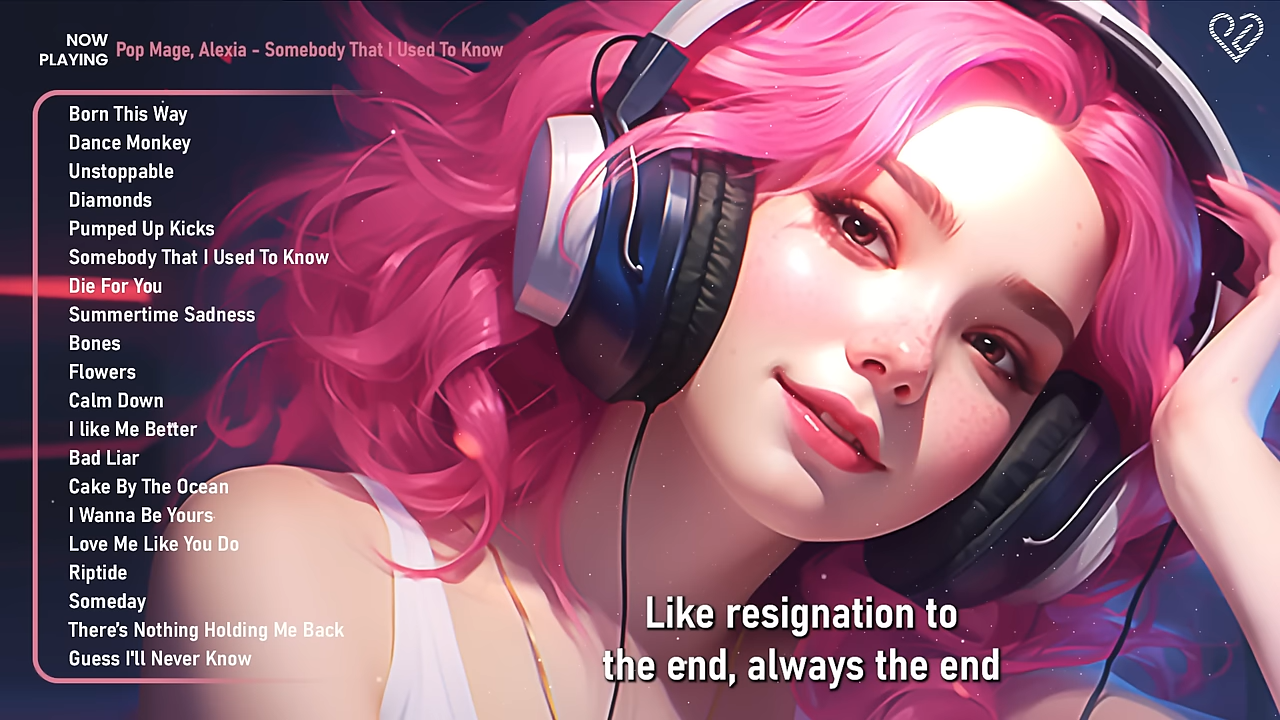 NOW
PLAYING
Pop Mage, Alexia - Somebody That I Used To Know
Born This Way
Dance Monkey
Unstoppable
Diamonds
Pumped Up Kicks
Somebody That I Used To Know
Die For You
Summertime Sadness
Bones
Flowers
Calm Down
I like Me Better
Bad Liar
Cake By The Ocean
I Wanna Be Yours
Love Me Like You Do
Riptide
Someday
There's Nothing Holding Me Back
Guess I'll Never Know
Like resignation to
the end, always the end